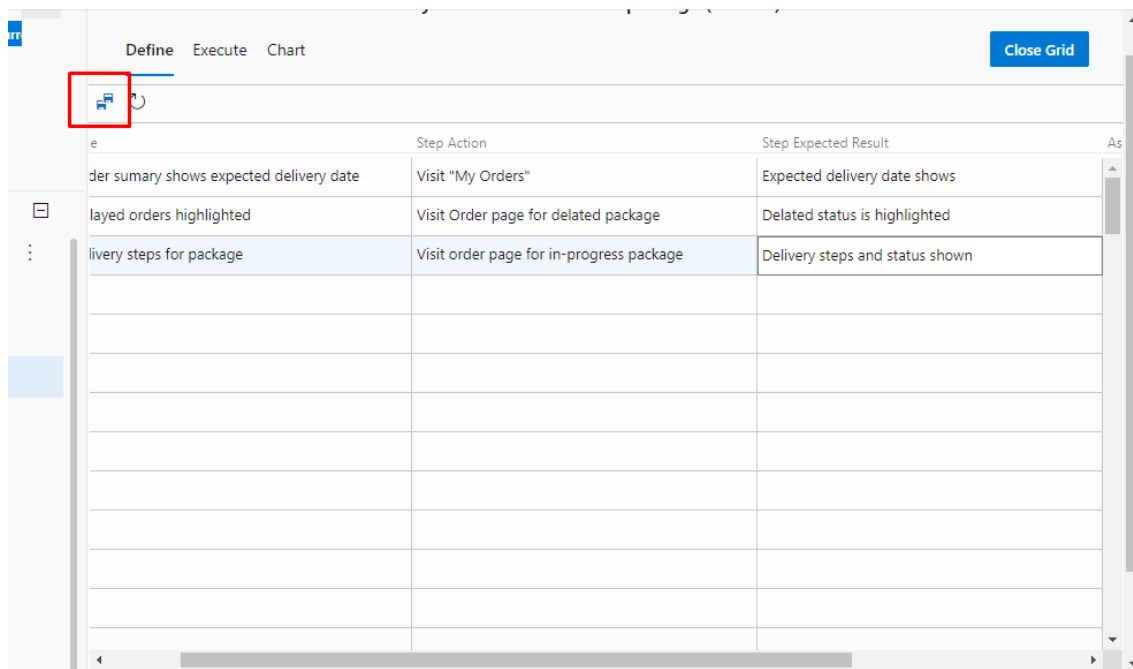 Define Execute Chart Close Grid
e Step Action Step Expected Result As
der sumary shows expected delivery date Visit "My Orders" Expected delivery date shows
layed orders highlighted Visit Order page for delated package Delated status is highlighted
livery steps for package Visit order page for in-progress package Delivery steps and status shown